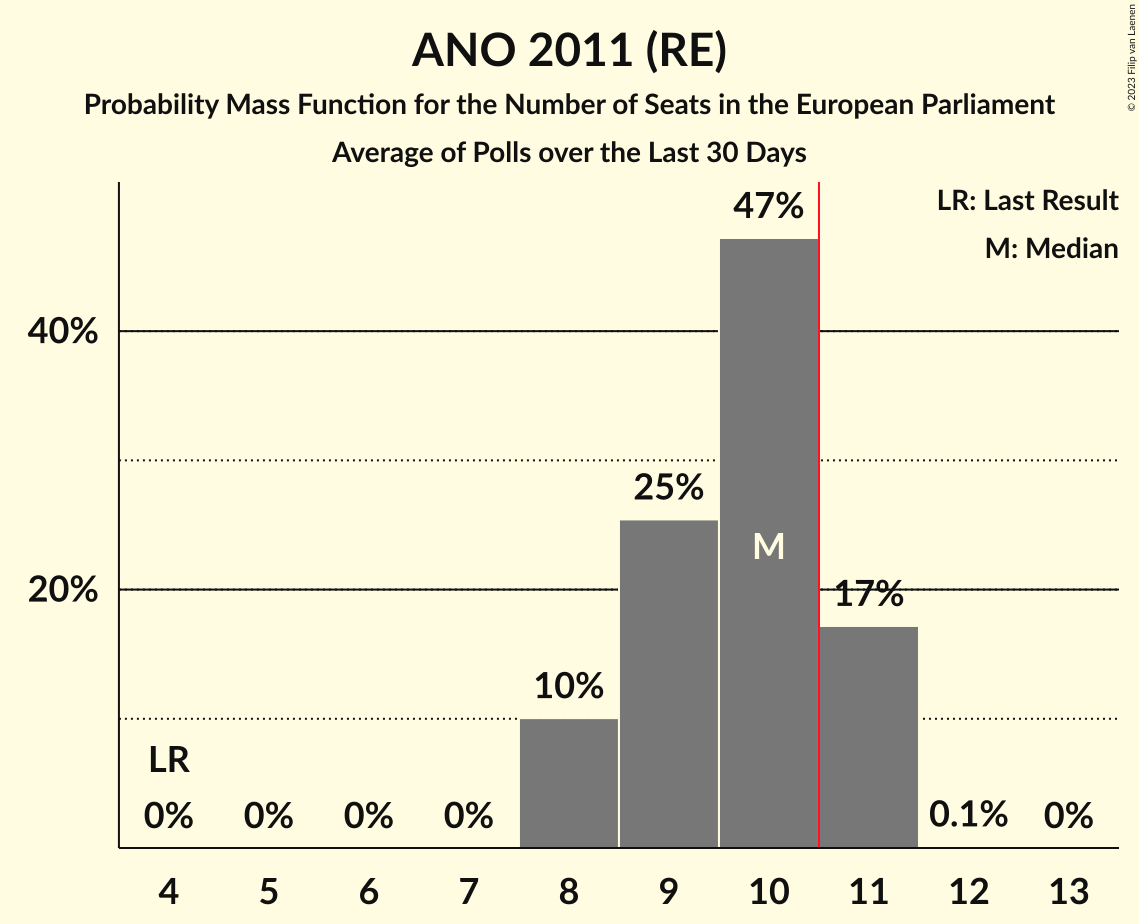 ANO 2011 (RE)
Probability Mass Function for the Number of Seats in the European Parliament
Average of Polls over the Last 30 Days
© 2023 Filip van Laenen
LR: Last Result
M: Median
47%
40%
25%
M
20%
17%
10%
LR
0% 0% 0% 0% 0.1% 0%
4 5 6 7 8 9 10 11 12 13